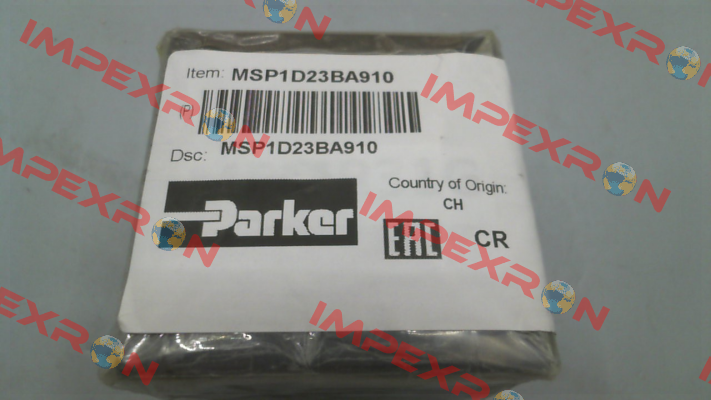 Item: MSP1D23BA910
(P)
Dsc: MSP1D23BA910
Parker
Country of Origin:
CH
EAC
CR
IMPEXRON
IMPEXRON
IMPEXRON
IMPEXRON
IMPEXRON